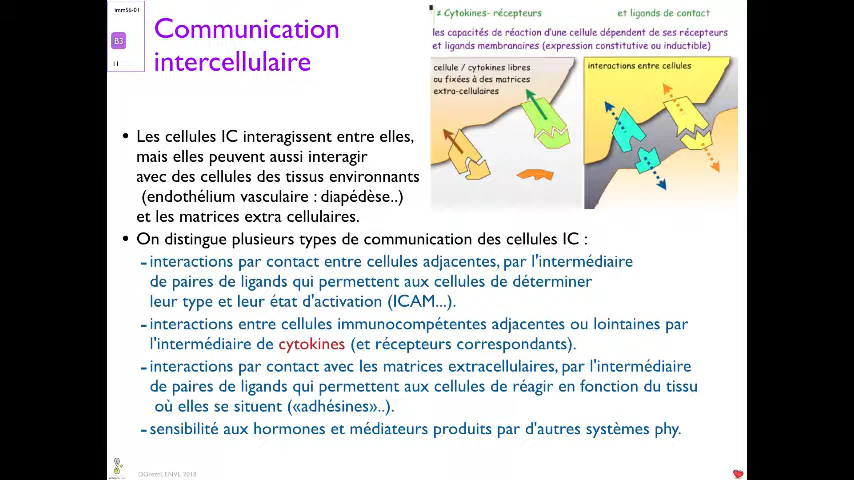 imm56-01
B3
11
Communication
intercellulaire
≠ Cytokines- récepteurs et ligands de contact
les capacités de réaction d'une cellule dépendent de ses récepteurs
et ligands membranaires (expression constitutive ou inductible)
cellule / cytokines libres
ou fixées à des matrices
extra-cellulaires
interactions entre cellules
• Les cellules IC interagissent entre elles,
mais elles peuvent aussi interagir
avec des cellules des tissus environnants
(endothélium vasculaire : diapédèse..)
et les matrices extra cellulaires.
• On distingue plusieurs types de communication des cellules IC :
- interactions par contact entre cellules adjacentes, par l'intermédiaire
de paires de ligands qui permettent aux cellules de déterminer
leur type et leur état d'activation (ICAM...).
- interactions entre cellules immunocompétentes adjacentes ou lointaines par
l'intermédiaire de cytokines (et récepteurs correspondants).
- interactions par contact avec les matrices extracellulaires, par l'intermédiaire
de paires de ligands qui permettent aux cellules de réagir en fonction du tissu
où elles se situent («adhésines»..).
- sensibilité aux hormones et médiateurs produits par d'autres systèmes phy.
2018